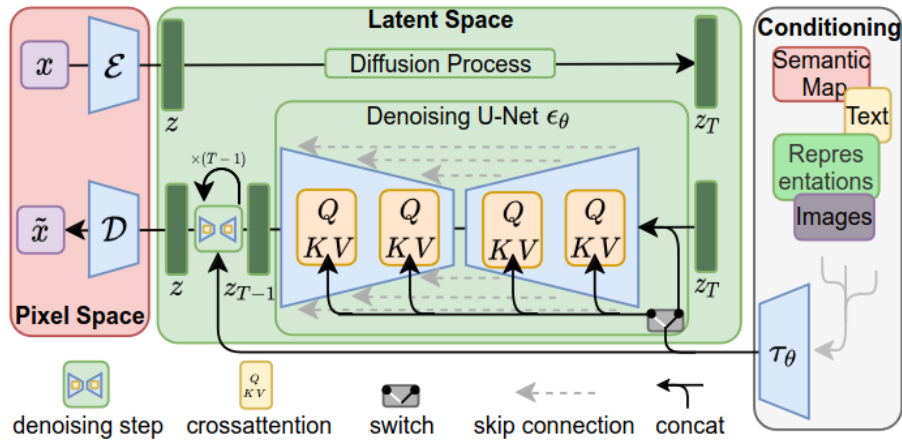 Latent Space
Conditioning
x
ℰ
z
Diffusion Process
z_T
Semantic
Map
Text
Repres
entations
Images
Denoising U-Net ϵ_θ
×(T−1)
x̃
𝒟
z
z_{T−1}
Q
KV
Q
KV
Q
KV
Q
KV
z_T
Pixel Space
τ_θ
denoising step
Q
KV
crossattention
switch
skip connection
concat